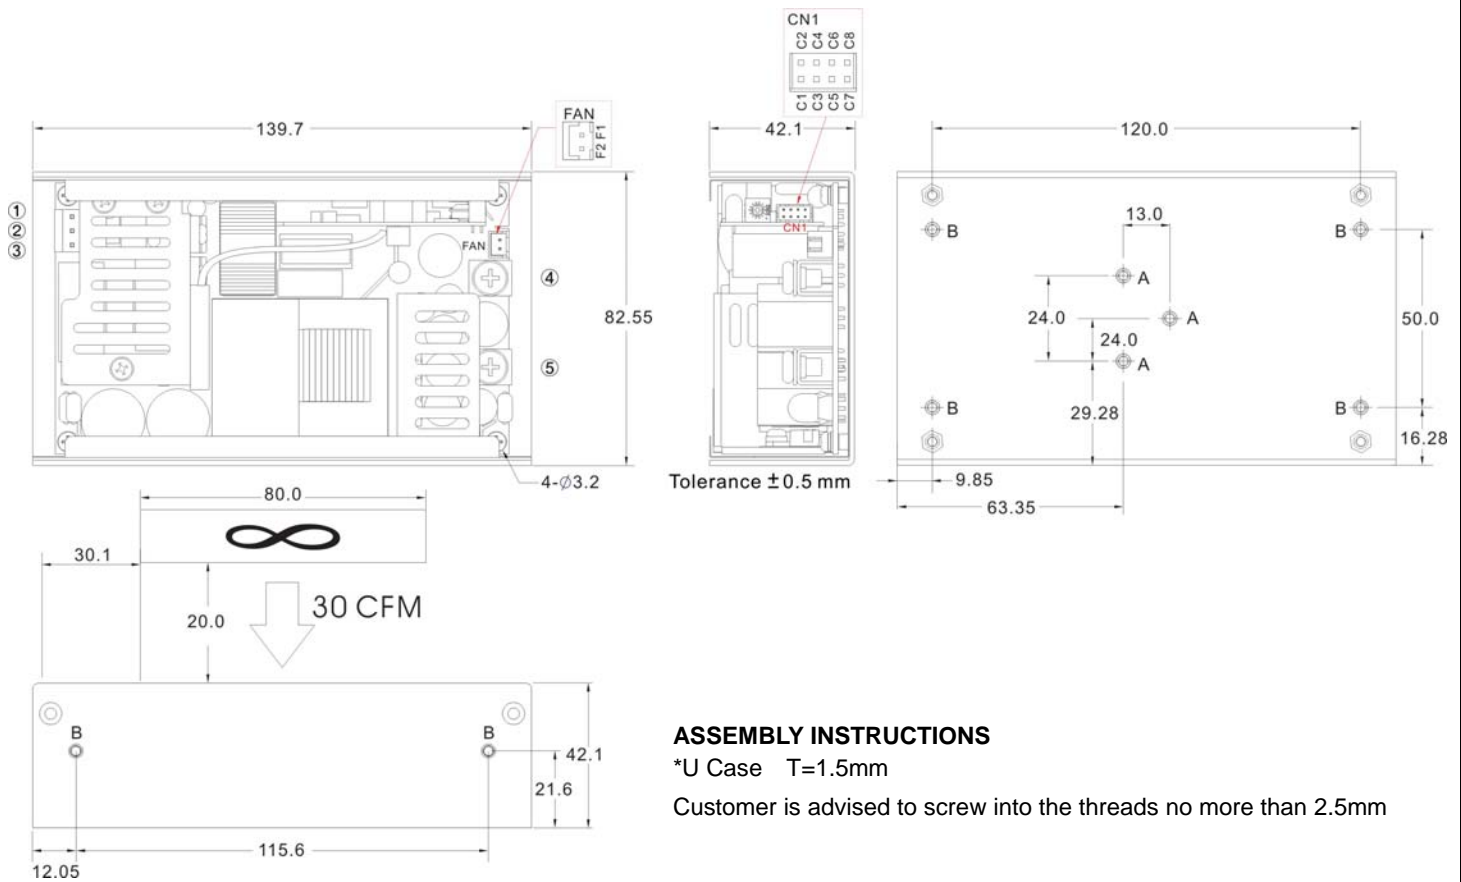 CN1
C2 C4 C6 C8
C1 C3 C5 C7
FAN
F2 F1
139.7
42.1
120.0
①
②
③
FAN
④
⑤
82.55
CN1
13.0
B
B
A
A
A
24.0
24.0
50.0
B
B
29.28
16.28
9.85
63.35
4-∅3.2
Tolerance ±0.5 mm
80.0
30.1
20.0
30 CFM
B
B
42.1
21.6
115.6
12.05
ASSEMBLY INSTRUCTIONS
*U Case T=1.5mm
Customer is advised to screw into the threads no more than 2.5mm